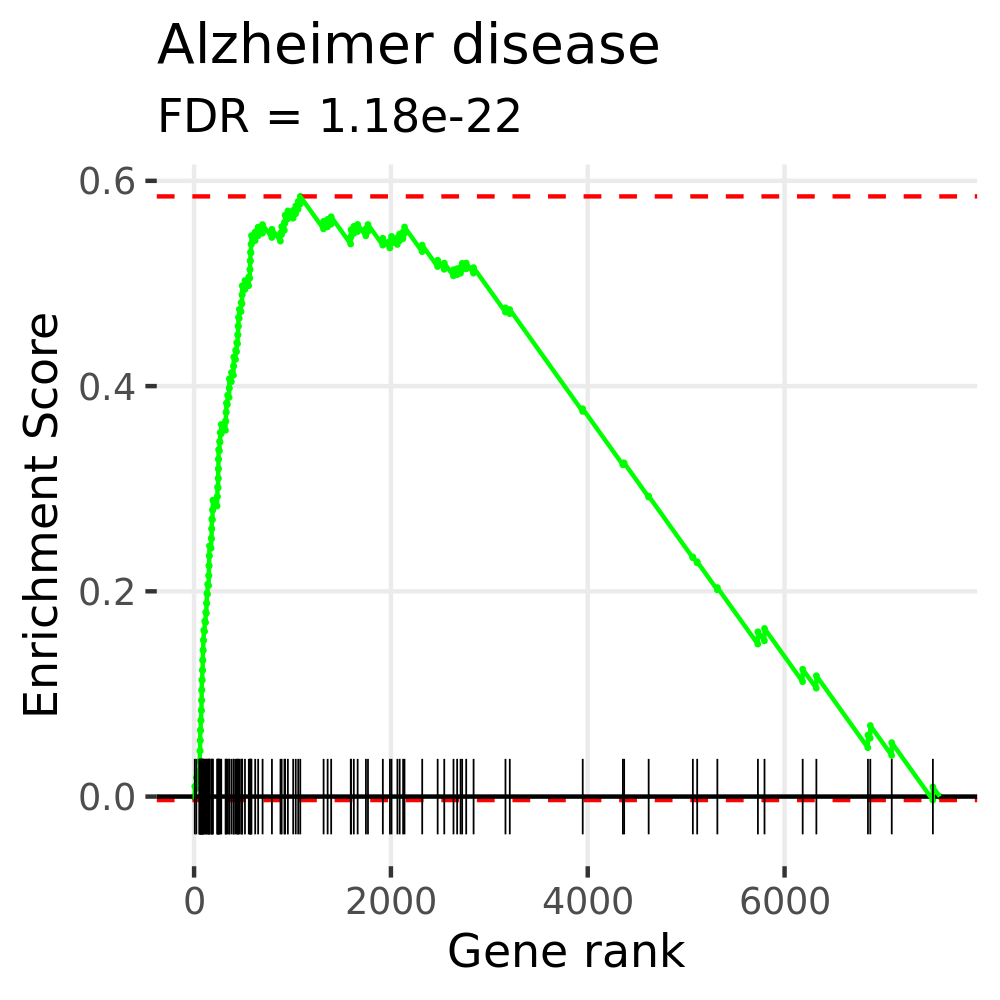 Alzheimer disease
FDR = 1.18e-22
Enrichment Score
0.6
0.4
0.2
0.0
0 2000 4000 6000
Gene rank